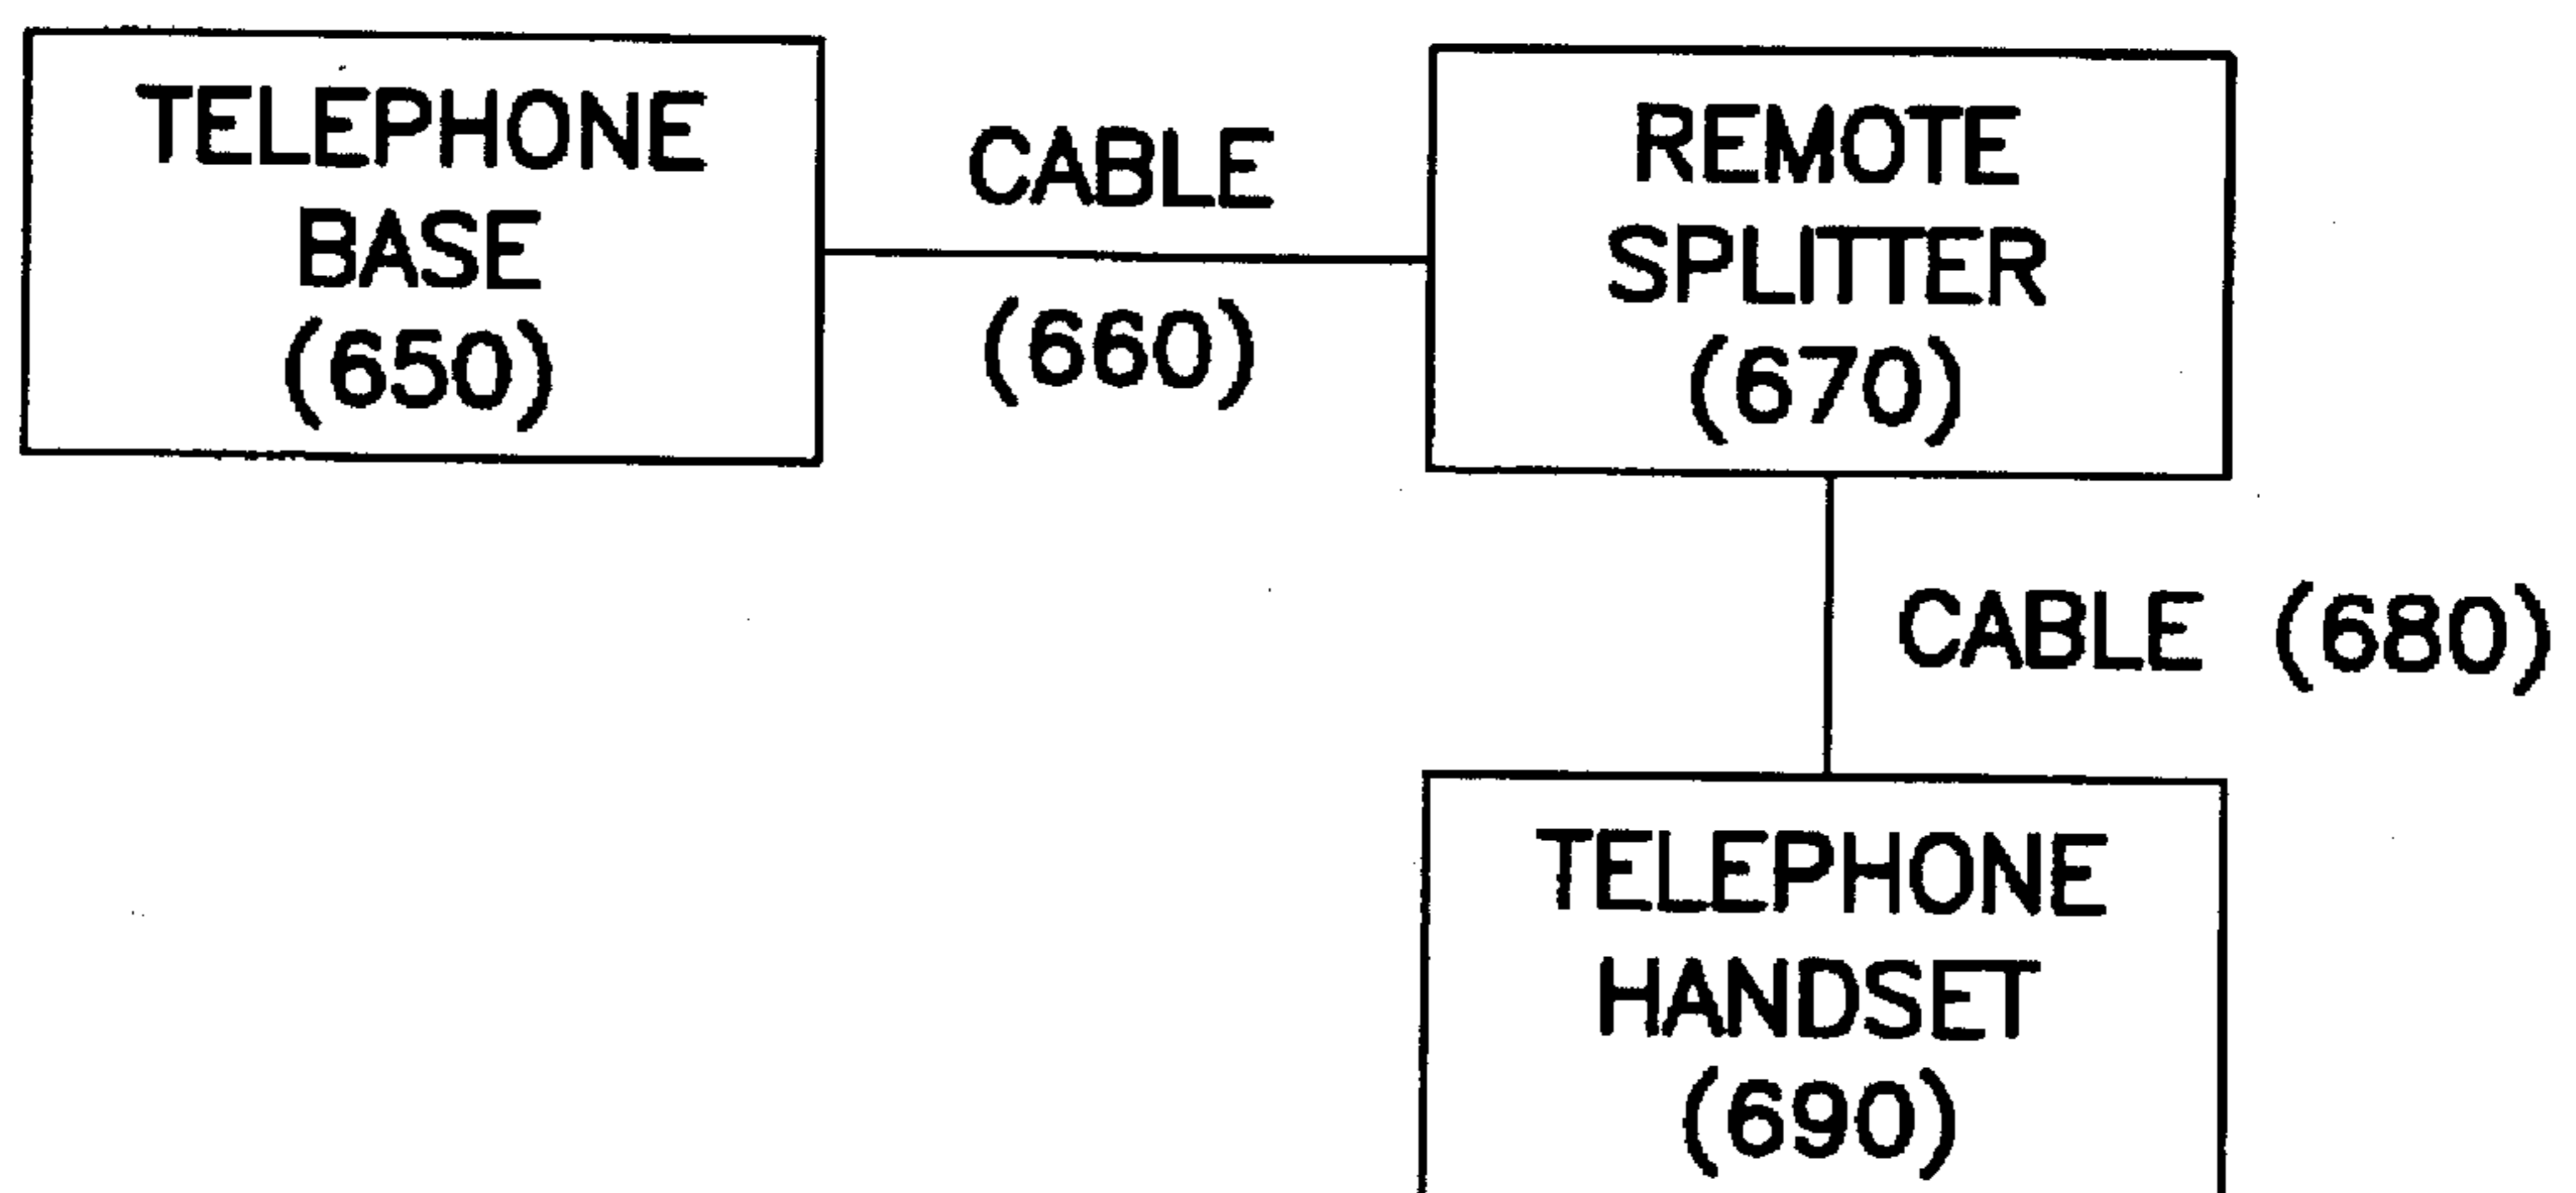 TELEPHONE
BASE
(650)
CABLE
(660)
REMOTE
SPLITTER
(670)
CABLE (680)
TELEPHONE
HANDSET
(690)